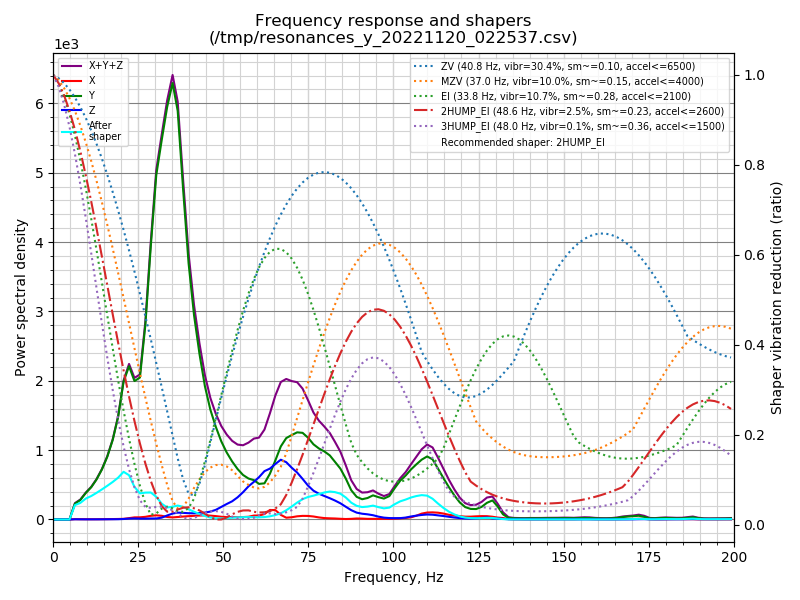 Frequency response and shapers
(/tmp/resonances_y_20221120_022537.csv)
1e3
X+Y+Z
X
Y
Z
After
shaper
ZV (40.8 Hz, vibr=30.4%, sm~=0.10, accel<=6500)
MZV (37.0 Hz, vibr=10.0%, sm~=0.15, accel<=4000)
EI (33.8 Hz, vibr=10.7%, sm~=0.28, accel<=2100)
2HUMP_EI (48.6 Hz, vibr=2.5%, sm~=0.23, accel<=2600)
3HUMP_EI (48.0 Hz, vibr=0.1%, sm~=0.36, accel<=1500)
Recommended shaper: 2HUMP_EI
Power spectral density
6
5
4
3
2
1
0
1.0
0.8
0.6
0.4
0.2
0.0
Shaper vibration reduction (ratio)
0 25 50 75 100 125 150 175 200
Frequency, Hz